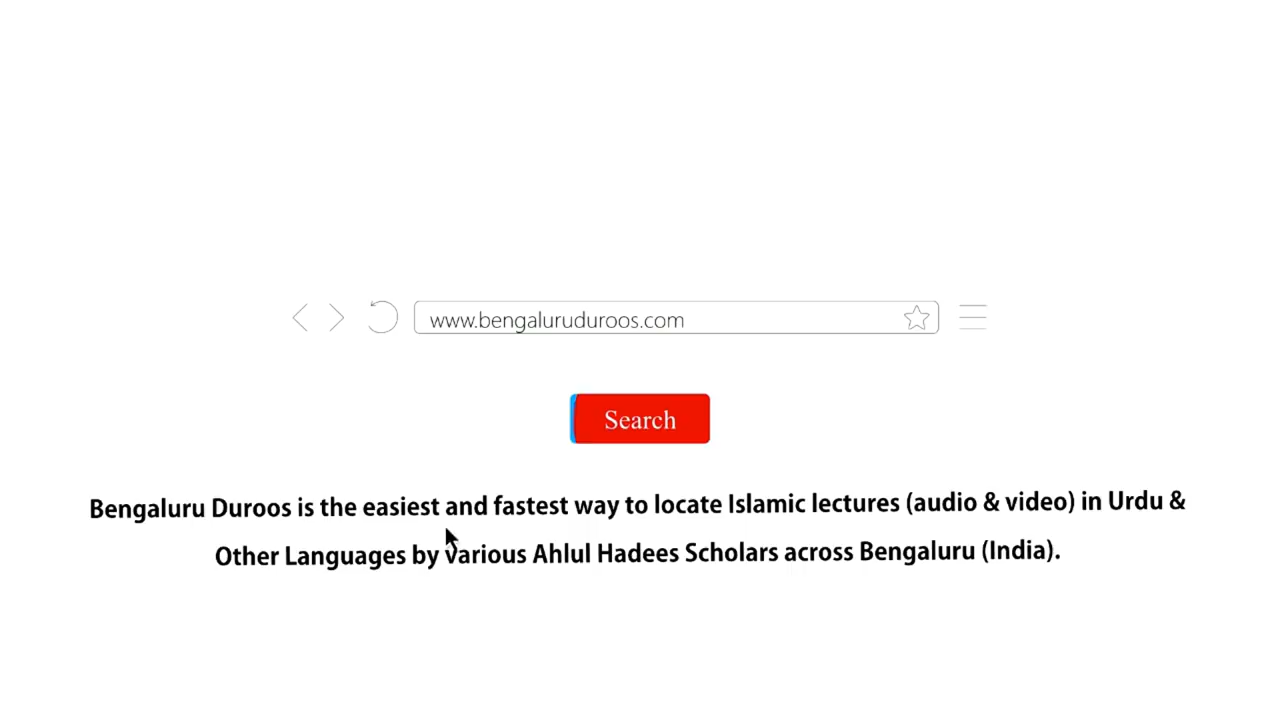 www.bengaluruduroos.com
Search
Bengaluru Duroos is the easiest and fastest way to locate Islamic lectures (audio & video) in Urdu &
Other Languages by various Ahlul Hadees Scholars across Bengaluru (India).